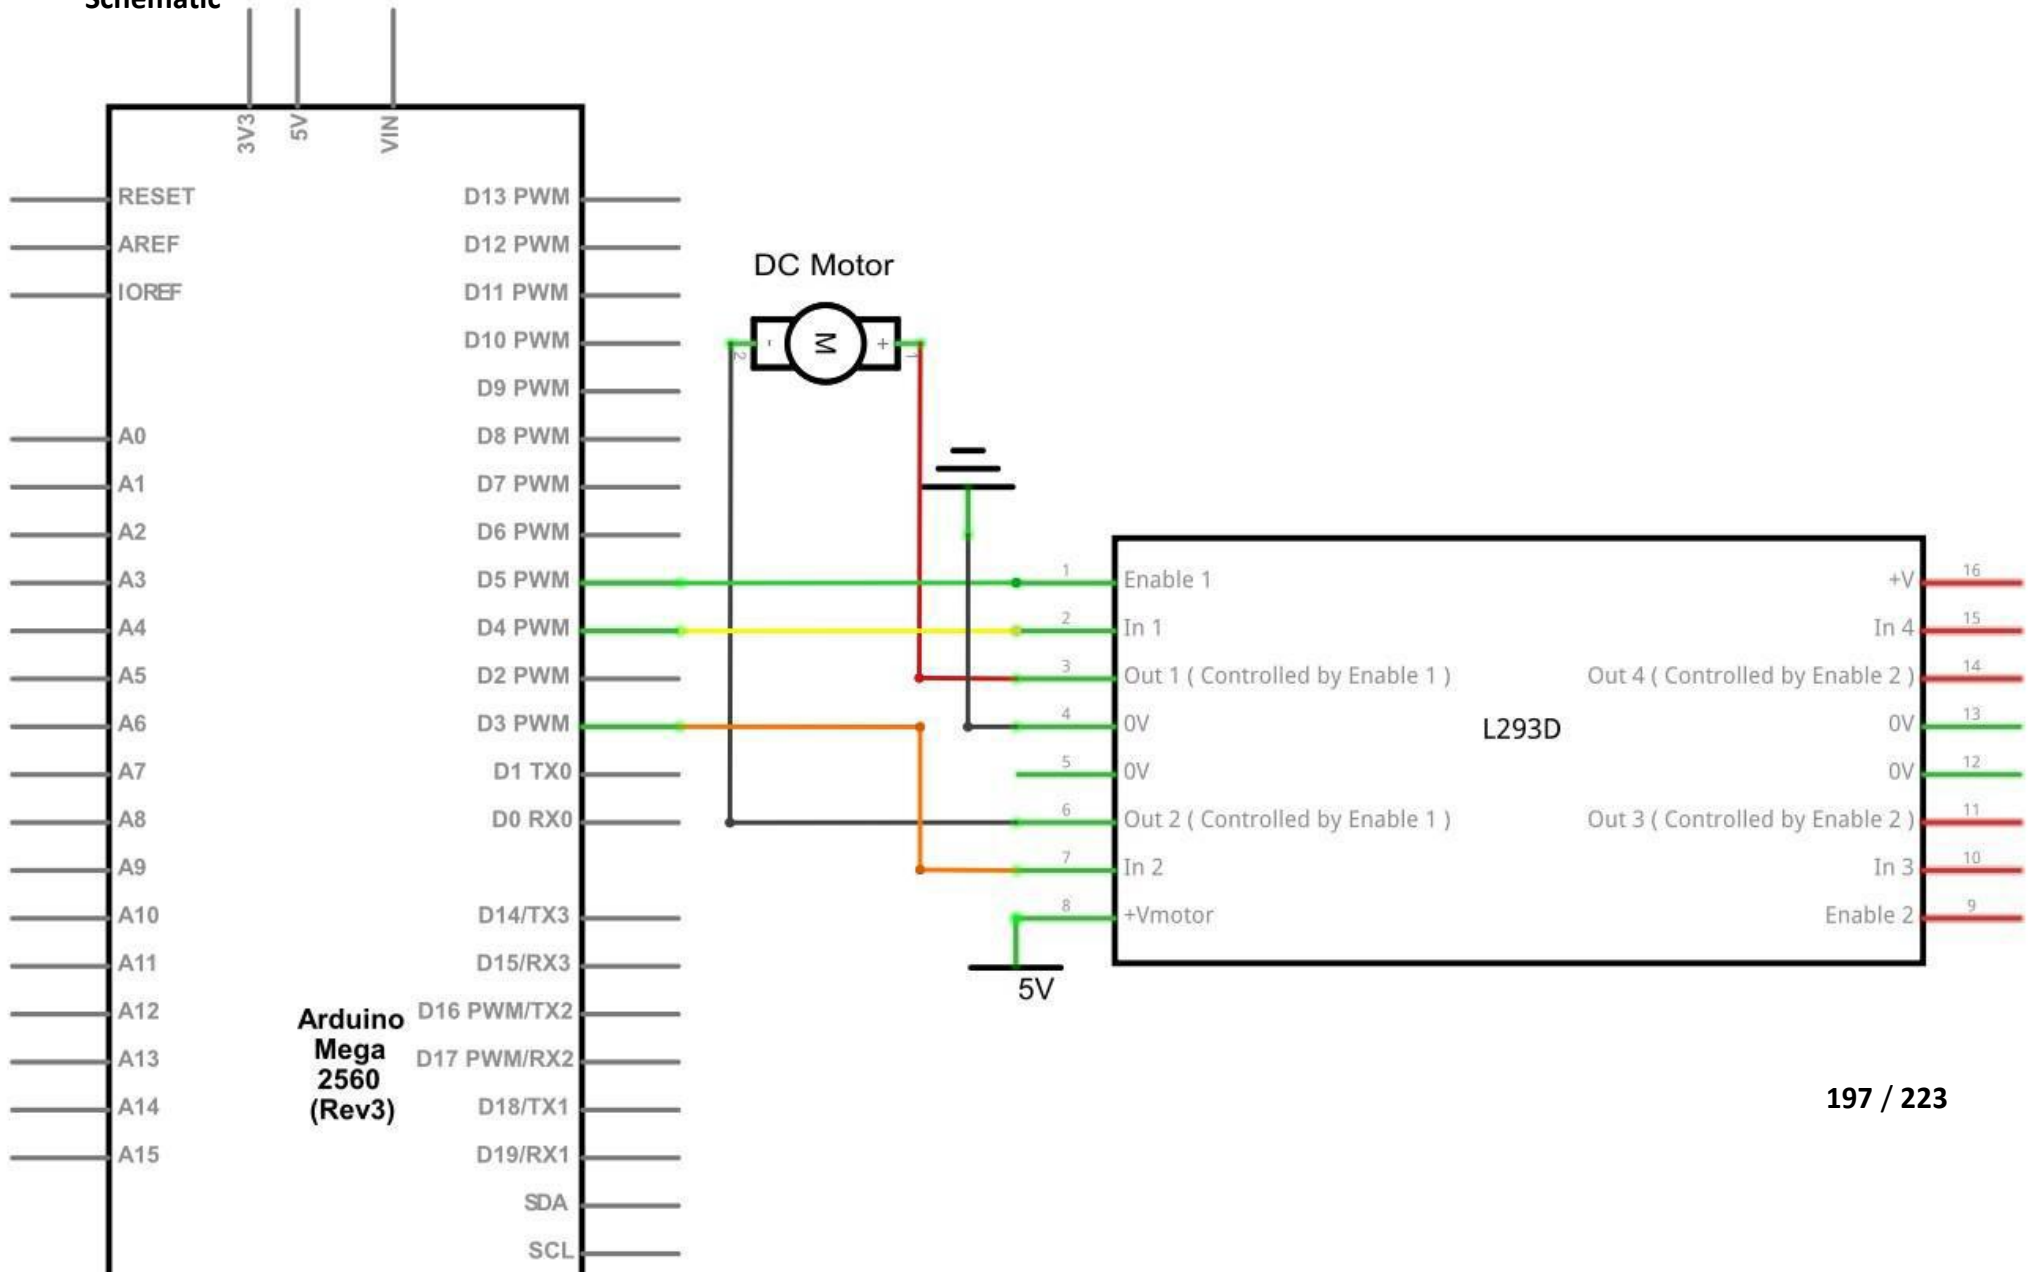 Schematic
3V3
5V
VIN
RESET
AREF
IOREF
A0
A1
A2
A3
A4
A5
A6
A7
A8
A9
A10
A11
A12
A13
A14
A15
D13 PWM
D12 PWM
D11 PWM
D10 PWM
D9 PWM
D8 PWM
D7 PWM
D6 PWM
D5 PWM
D4 PWM
D2 PWM
D3 PWM
D1 TX0
D0 RX0
D14/TX3
D15/RX3
D16 PWM/TX2
D17 PWM/RX2
D18/TX1
D19/RX1
SDA
SCL
Arduino
Mega
2560
(Rev3)
DC Motor
2
-
M
+
1
1 Enable 1
2 In 1
3 Out 1 ( Controlled by Enable 1 )
4 0V
5 0V
6 Out 2 ( Controlled by Enable 1 )
7 In 2
8 +Vmotor
5V
L293D
+V 16
In 4 15
Out 4 ( Controlled by Enable 2 ) 14
0V 13
0V 12
Out 3 ( Controlled by Enable 2 ) 11
In 3 10
Enable 2 9
197 / 223